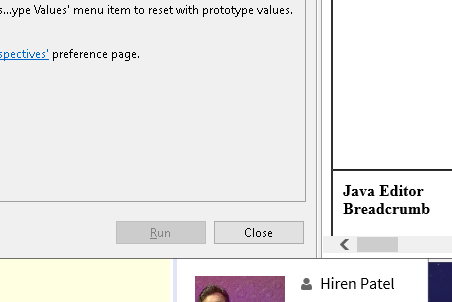 s...ype Values' menu item to reset with prototype values.
spectives' preference page.
Run
Close
Java Editor
Breadcrumb
Hiren Patel